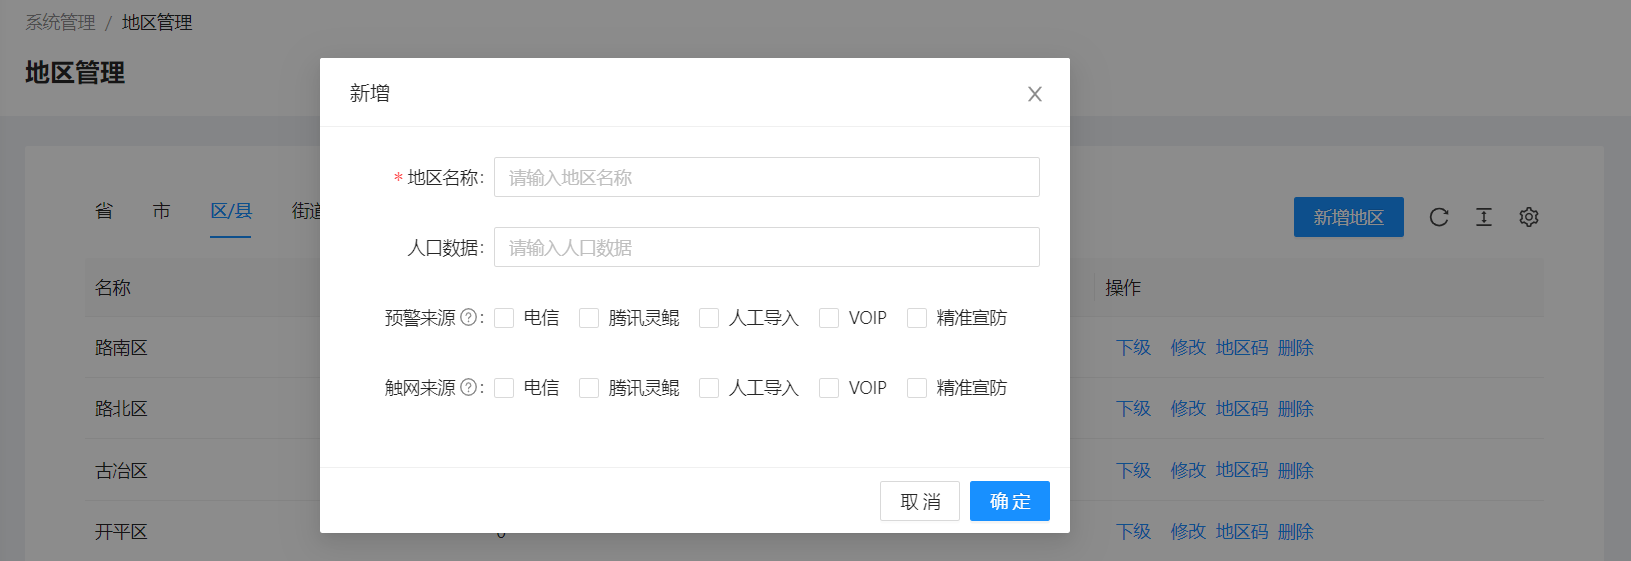 系统管理 / 地区管理
地区管理
新增
* 地区名称:
请输入地区名称
人口数据:
请输入人口数据
预警来源 ? :
电信 腾讯灵鲲 人工导入 VOIP 精准宣防
触网来源 ? :
电信 腾讯灵鲲 人工导入 VOIP 精准宣防
取 消 确 定
省 市 区/县 街道
新增地区
名称 操作
路南区 下级 修改 地区码 删除
路北区 下级 修改 地区码 删除
古冶区 下级 修改 地区码 删除
开平区 0 下级 修改 地区码 删除